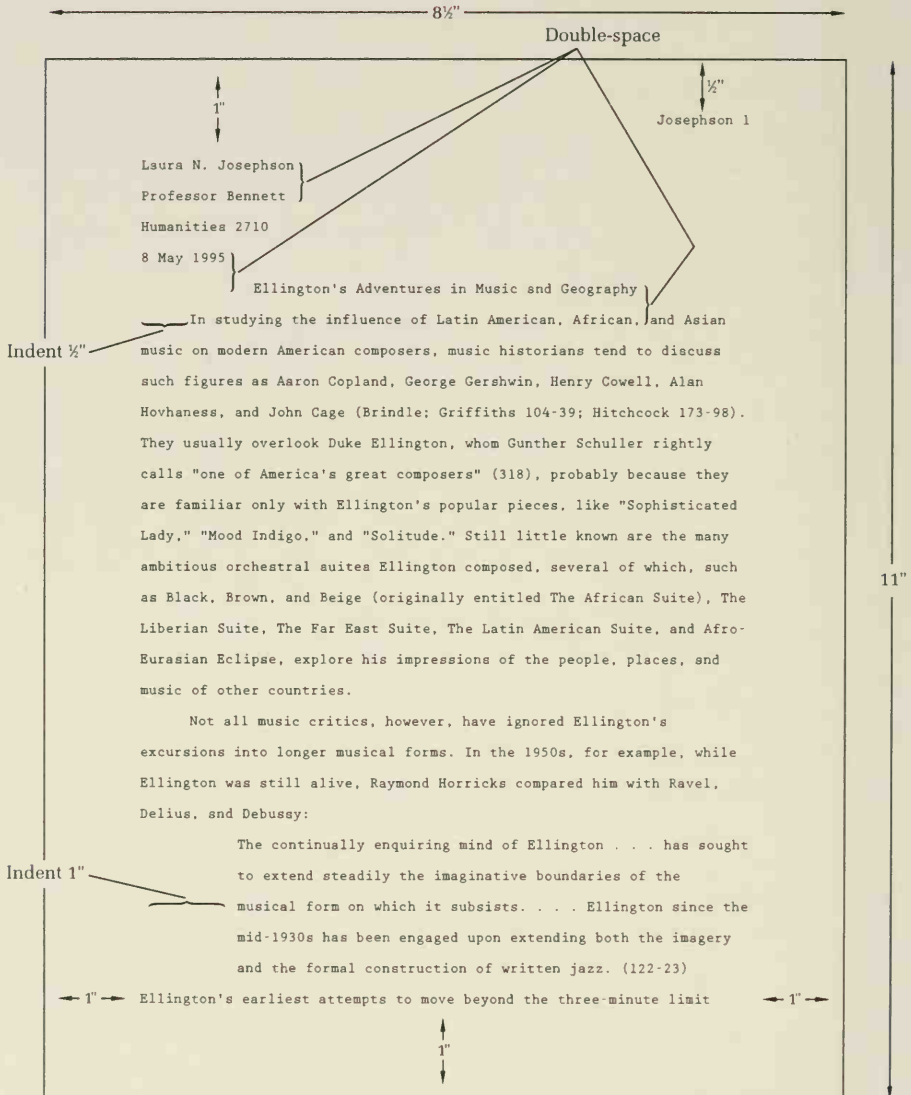 8½"
Double-space
1"
½"
Josephson 1
Laura N. Josephson
Professor Bennett
Humanities 2710
8 May 1995
Ellington's Adventures in Music snd Geography
In studying the influence of Latin American, African, and Asian
Indent ½"
music on modern American composers, music historians tend to discuss
such figures as Aaron Copland, George Gershwin, Henry Cowell, Alan
Hovhaness, and John Cage (Brindle; Griffiths 104-39; Hitchcock 173-98).
They usually overlook Duke Ellington, whom Gunther Schuller rightly
calls "one of America's great composers" (318), probably because they
are familiar only with Ellington's popular pieces, like "Sophisticated
Lady," "Mood Indigo," and "Solitude." Still little known are the many
ambitious orchestral suites Ellington composed, several of which, such
11"
as Black, Brown, and Beige (originally entitled The African Suite), The
Liberian Suite, The Far East Suite, The Latin American Suite, and Afro-
Eurasian Eclipse, explore his impressions of the people, places, snd
music of other countries.
Not all music critics, however, have ignored Ellington's
excursions into longer musical forms. In the 1950s, for example, while
Ellington was still alive, Raymond Horricks compared him with Ravel,
Delius, snd Debussy:
The continually enquiring mind of Ellington . . . has sought
Indent 1"
to extend steadily the imaginative boundaries of the
musical form on which it subsists. . . . Ellington since the
mid-1930s has been engaged upon extending both the imagery
and the formal construction of written jazz. (122-23)
1" Ellington's earliest attempts to move beyond the three-minute limit 1"
1"